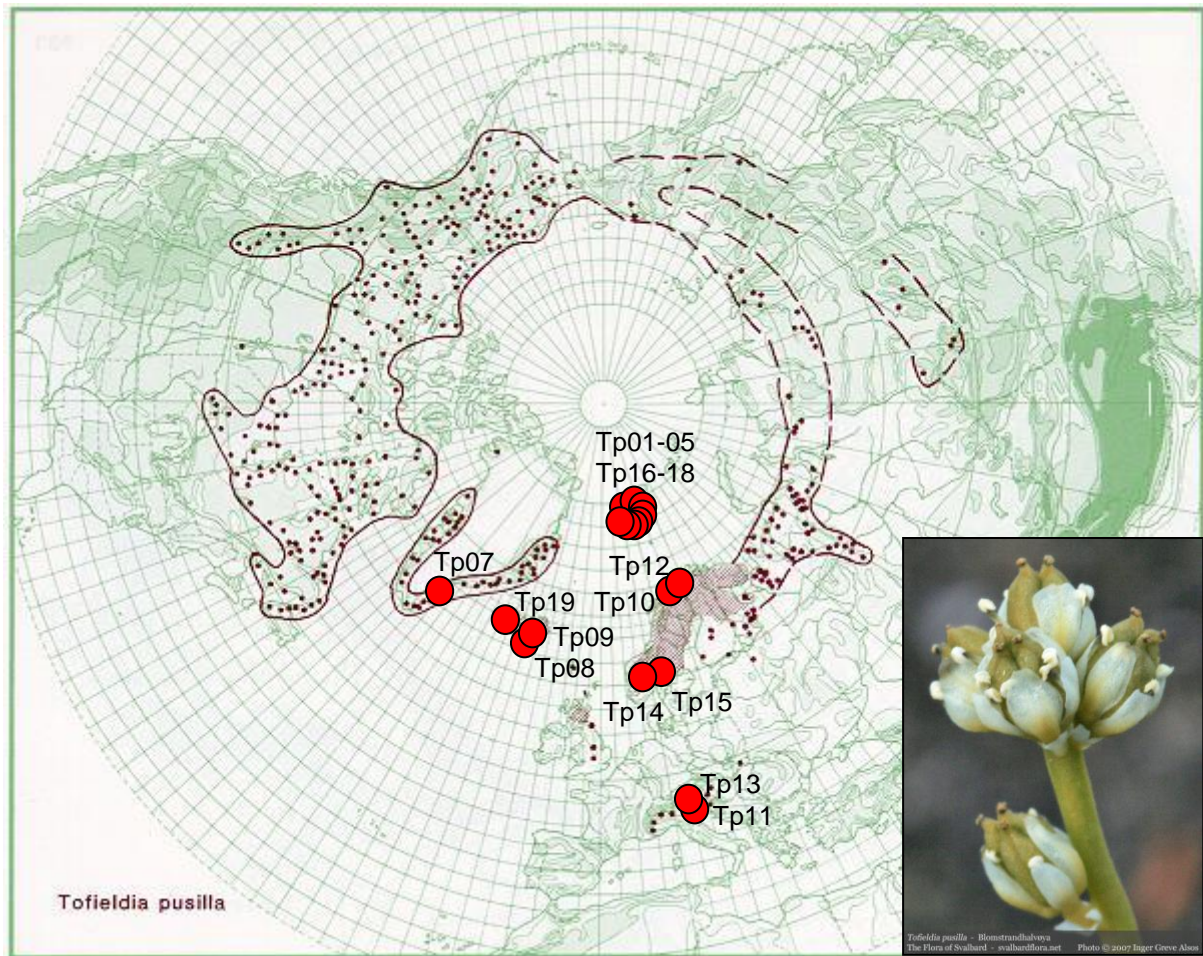 Tp01-05
Tp16-18
Tp12
Tp07
Tp10
Tp19
Tp09
Tp08
Tp15
Tp14
Tp13
Tp11
Tofieldia pusilla
Tofieldia pusilla - Blomstrandhalvøya
The Flora of Svalbard - svalbardflora.net Photo © 2007 Inger Greve Alsos